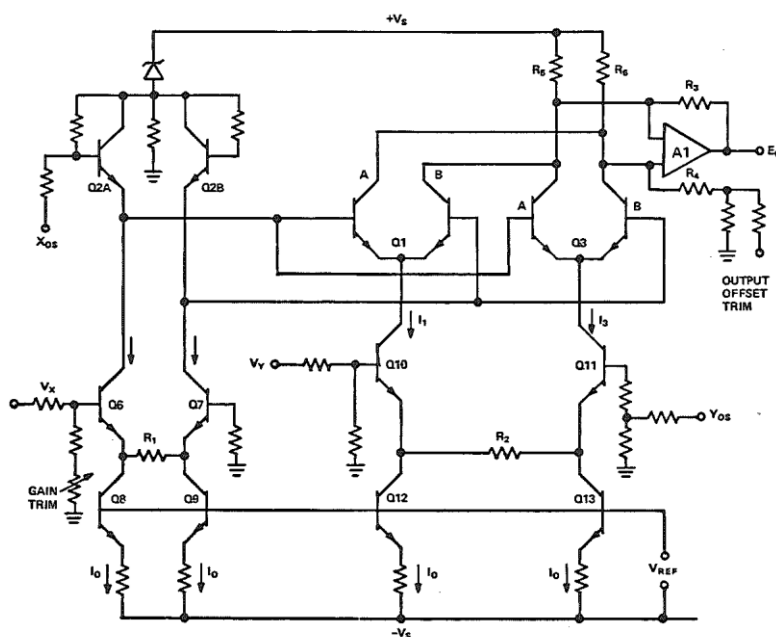 +Vs
R5
R6
R3
A1
E
Q2A
Q2B
R4
XOS
A
B
A
B
Q1
Q3
OUTPUT
OFFSET
TRIM
I1
I3
VY
Q10
Q11
VX
Q6
Q7
YOS
R1
R2
GAIN
TRIM
Q8
Q9
Q12
Q13
IO
IO
IO
IO
VREF
-Vs